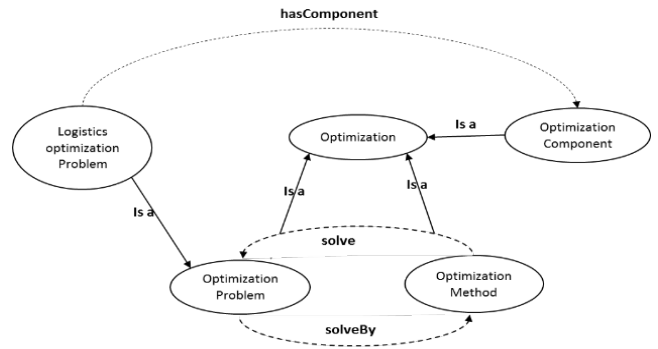 hasComponent
Logistics
optimization
Problem
Optimization
Is a
Optimization
Component
Is a
Is a
Is a
solve
Optimization
Problem
Optimization
Method
solveBy